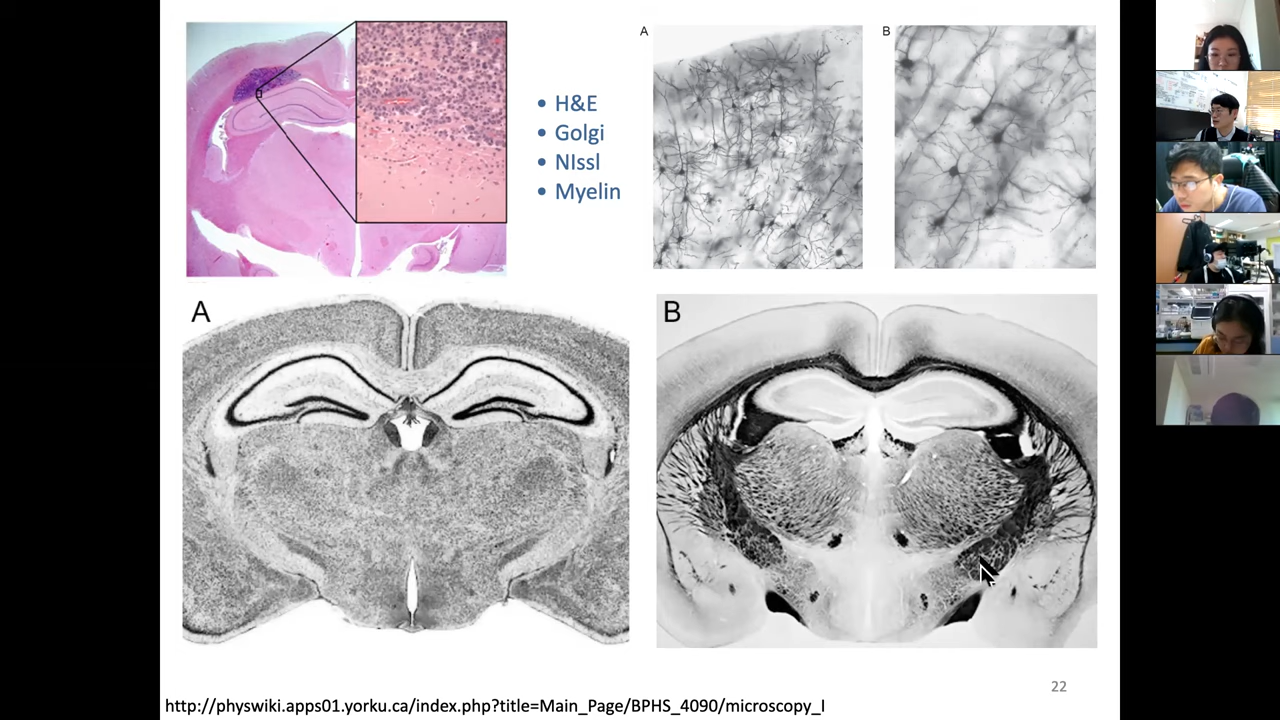 A
B
• H&E
• Golgi
• NIssl
• Myelin
A
B
22
http://physwiki.apps01.yorku.ca/index.php?title=Main_Page/BPHS_4090/microscopy_I